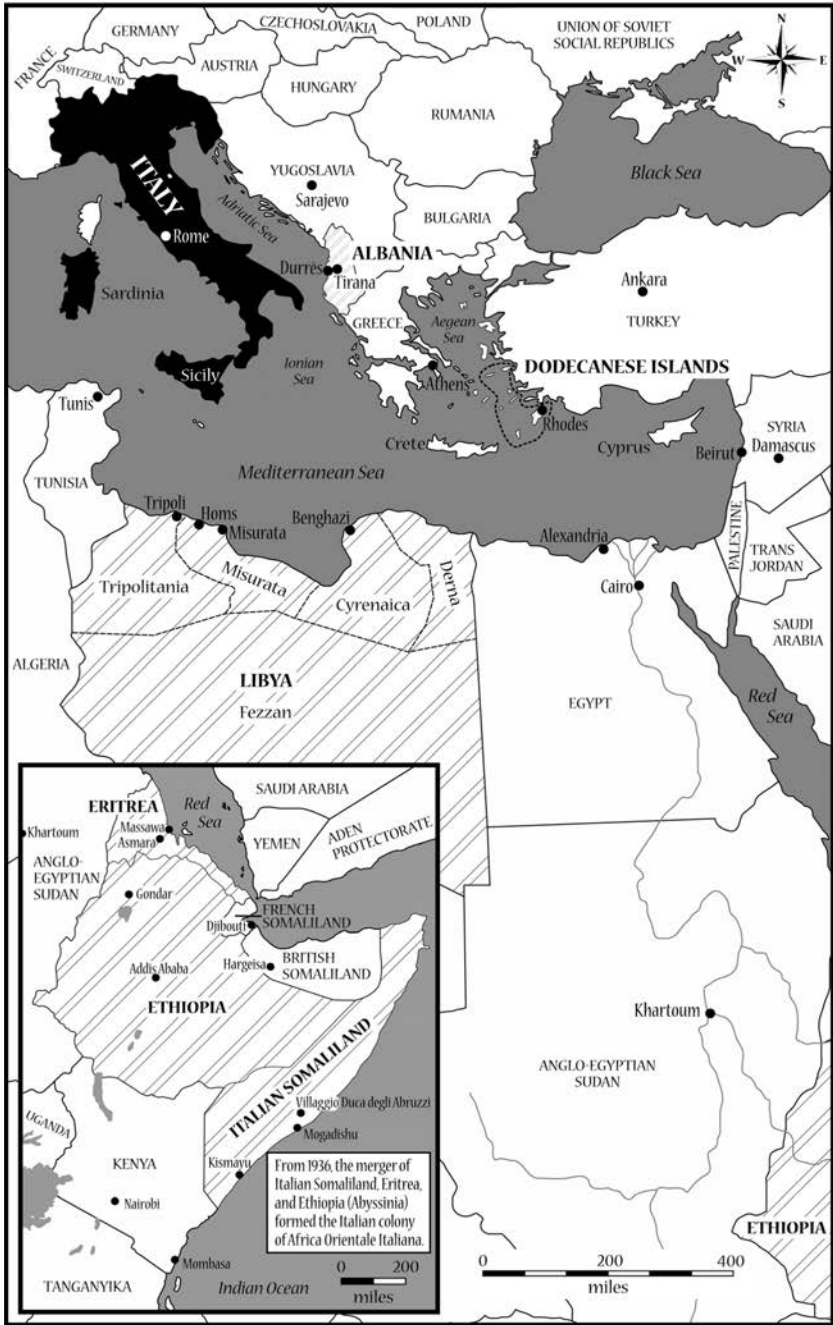 GERMANY
CZECHOSLOVAKIA
POLAND
UNION OF SOVIET
SOCIAL REPUBLICS
N
W
E
S
FRANCE
SWITZERLAND
AUSTRIA
HUNGARY
RUMANIA
ITALY
YUGOSLAVIA
Sarajevo
Adriatic Sea
Black Sea
BULGARIA
Rome
ALBANIA
Durrës
Tirana
Ankara
Sardinia
GREECE
Aegean
Sea
TURKEY
Sicily
Ionian
Sea
DODECANESE ISLANDS
Athens
Tunis
Rhodes
SYRIA
Crete
Cyprus
Beirut
Damascus
Mediterranean Sea
TUNISIA
Tripoli
Homs
Misurata
Benghazi
Alexandria
PALESTINE
TRANS
JORDAN
Misurata
Derna
Tripolitania
Cyrenaica
Cairo
SAUDI
ARABIA
ALGERIA
LIBYA
Fezzan
EGYPT
Red
Sea
ERITREA
Red
Sea
SAUDI ARABIA
Khartoum
Massawa
Asmara
YEMEN
ADEN
PROTECTORATE
ANGLO-
EGYPTIAN
SUDAN
Gondar
FRENCH
SOMALILAND
Djibouti
Hargeisa
BRITISH
SOMALILAND
Addis Ababa
ETHIOPIA
ITALIAN SOMALILAND
Khartoum
ANGLO-EGYPTIAN
SUDAN
Villaggio Duca degli Abruzzi
Mogadishu
UGANDA
KENYA
Kismayu
Nairobi
From 1936, the merger of
Italian Somaliland, Eritrea,
and Ethiopia (Abyssinia)
formed the Italian colony
of Africa Orientale Italiana.
ETHIOPIA
Mombasa
TANGANYIKA
Indian Ocean
0 200
miles
0 200 400
miles